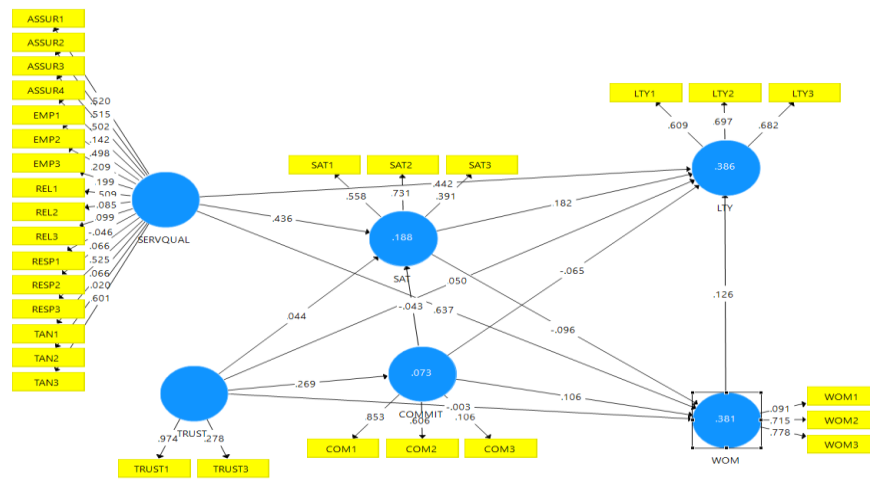 ASSUR1
ASSUR2
ASSUR3
ASSUR4
EMP1
EMP2
EMP3
REL1
REL2
REL3
RESP1
RESP2
RESP3
TAN1
TAN2
TAN3
.520
.515
.502
.142
.498
.209
.199
.509
-.085
.099
-.046
.066
.525
.066
.020
.601
SERVQUAL
.436
.442
.637
SAT1
SAT2
SAT3
.558
.731
.391
.188
SAT
.182
-.096
LTY1
LTY2
LTY3
.609
.697
.682
.386
LTY
.126
.044
.050
-.043
-.065
.269
-.003
TRUST
.974
.278
TRUST1
TRUST3
.073
COMMIT
.106
.853
.606
.106
COM1
COM2
COM3
.381
WOM
.091
.715
.778
WOM1
WOM2
WOM3